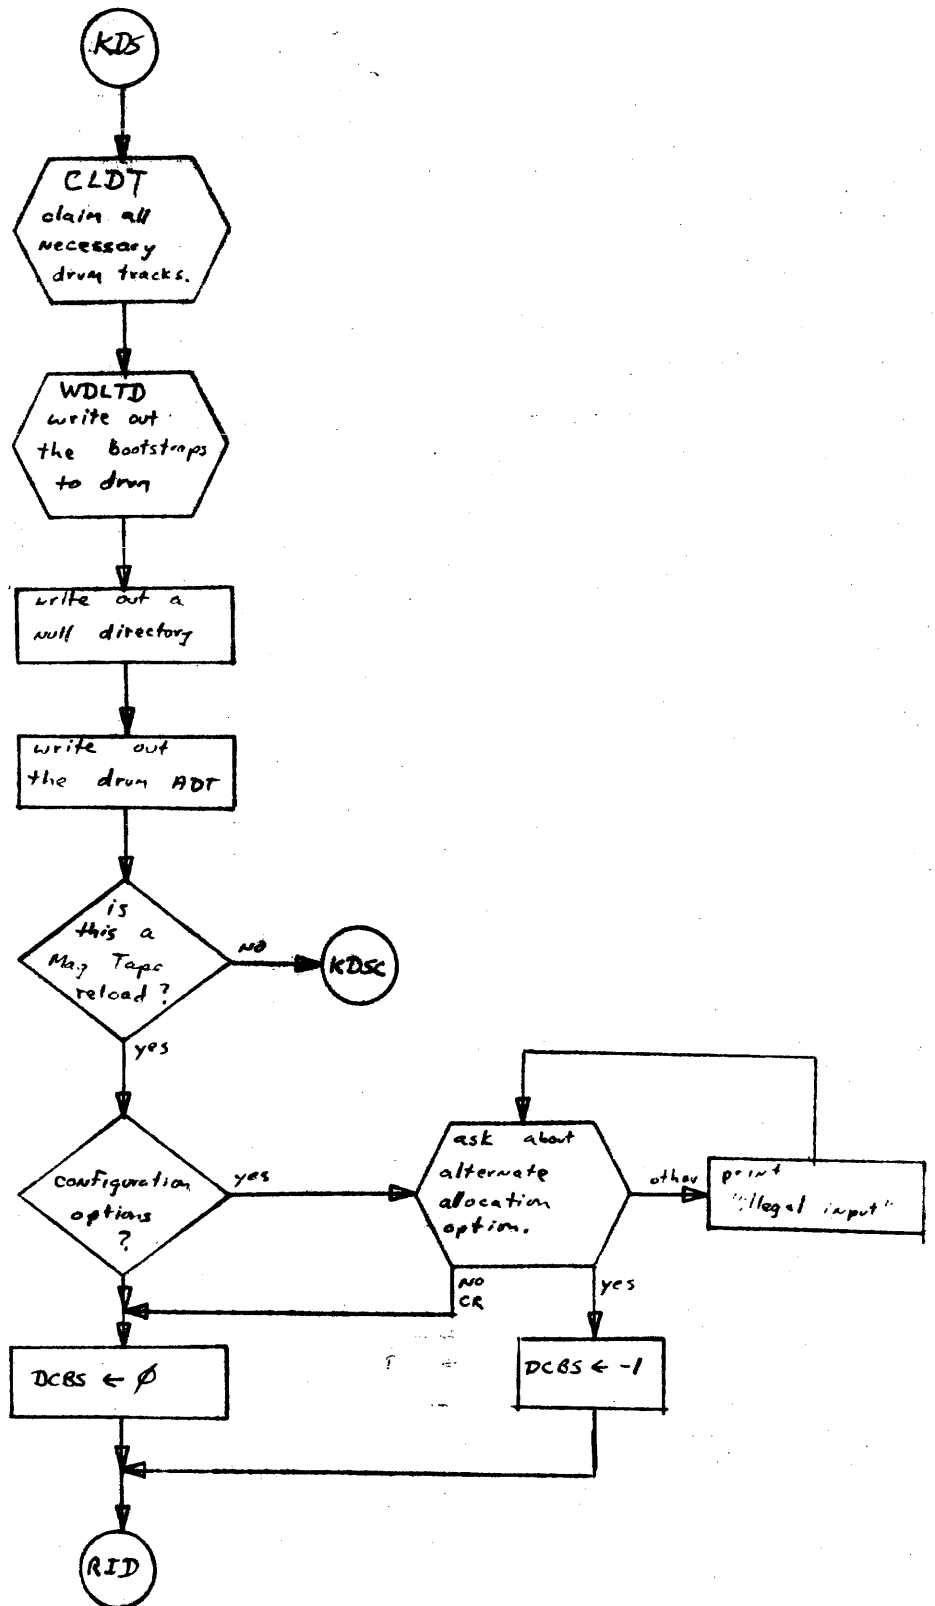 KDS
CLDT
claim all
necessary
drum tracks.
WDLTD
write out
the Bootstraps
to drum
write out a
null directory
write out
the drum ADT
is
this a
Mag Tape
reload?
NO
KDSC
yes
configuration
options
?
yes
ask about
alternate
allocation
option.
other
print
"illegal input"
NO
CR
yes
DCBS ← Ø
DCBS ← -1
RID